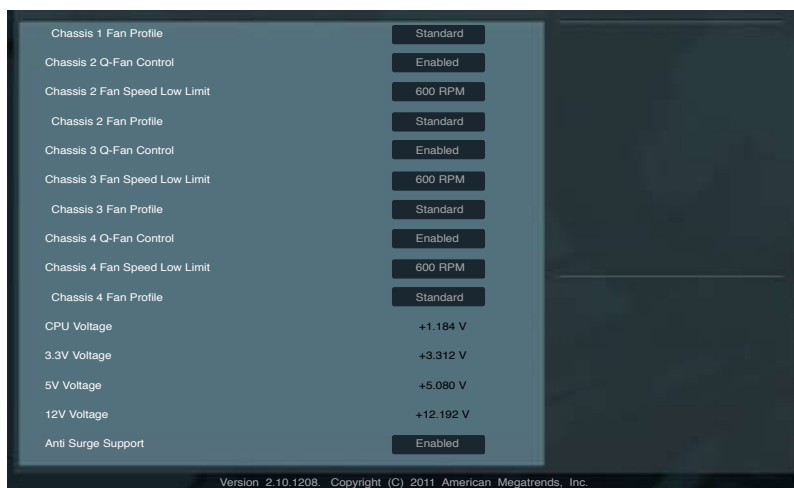 Chassis 1 Fan Profile Standard
Chassis 2 Q-Fan Control Enabled
Chassis 2 Fan Speed Low Limit 600 RPM
Chassis 2 Fan Profile Standard
Chassis 3 Q-Fan Control Enabled
Chassis 3 Fan Speed Low Limit 600 RPM
Chassis 3 Fan Profile Standard
Chassis 4 Q-Fan Control Enabled
Chassis 4 Fan Speed Low Limit 600 RPM
Chassis 4 Fan Profile Standard
CPU Voltage +1.184 V
3.3V Voltage +3.312 V
5V Voltage +5.080 V
12V Voltage +12.192 V
Anti Surge Support Enabled
Version 2.10.1208. Copyright (C) 2011 American Megatrends, Inc.